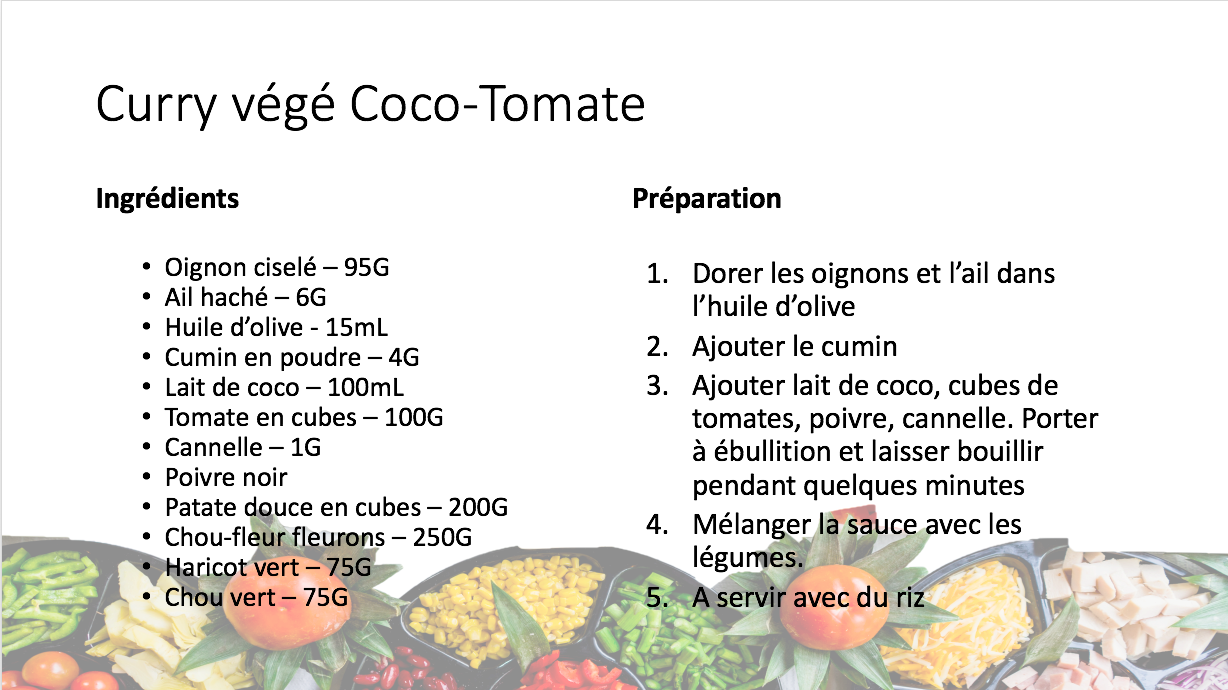 Curry végé Coco-Tomate
Ingrédients
• Oignon ciselé – 95G
• Ail haché – 6G
• Huile d’olive - 15mL
• Cumin en poudre – 4G
• Lait de coco – 100mL
• Tomate en cubes – 100G
• Cannelle – 1G
• Poivre noir
• Patate douce en cubes – 200G
• Chou-fleur fleurons – 250G
• Haricot vert – 75G
• Chou vert – 75G
Préparation
1. Dorer les oignons et l’ail dans
l’huile d’olive
2. Ajouter le cumin
3. Ajouter lait de coco, cubes de
tomates, poivre, cannelle. Porter
à ébullition et laisser bouillir
pendant quelques minutes
4. Mélanger la sauce avec les
légumes.
5. A servir avec du riz